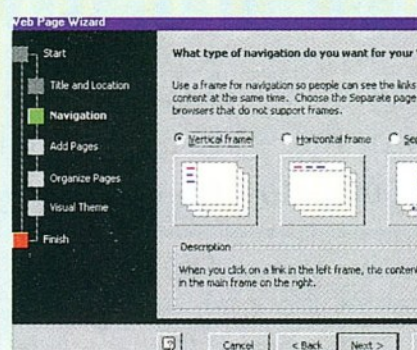 Web Page Wizard
Start
Title and Location
Navigation
Add Pages
Organize Pages
Visual Theme
Finish
What type of navigation do you want for your
Use a frame for navigation so people can see the links
content at the same time. Choose the Separate page
browsers that do not support frames.
Vertical frame
Horizontal frame
Description
When you click on a link in the left frame, the content
in the main frame on the right.
Cancel
< Back
Next >